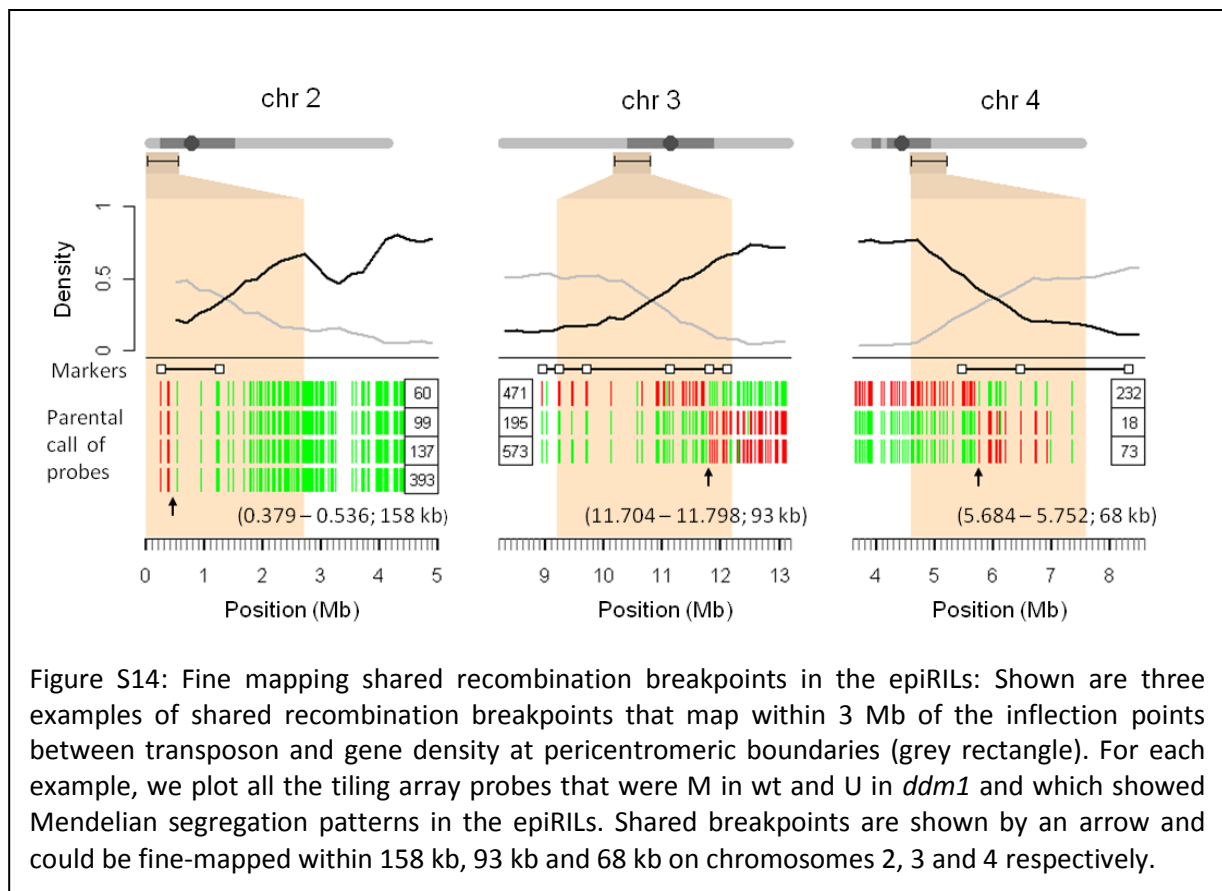 chr 2 chr 3 chr 4
1
0.5
0
Density
Markers
Parental call of probes
60
99
137
393
471
195
573
232
18
73
(0.379 – 0.536; 158 kb)
(11.704 – 11.798; 93 kb)
(5.684 – 5.752; 68 kb)
0 1 2 3 4 5
9 10 11 12 13
4 5 6 7 8
Position (Mb) Position (Mb) Position (Mb)
Figure S14: Fine mapping shared recombination breakpoints in the epiRILs: Shown are three
examples of shared recombination breakpoints that map within 3 Mb of the inflection points
between transposon and gene density at pericentromeric boundaries (grey rectangle). For each
example, we plot all the tiling array probes that were M in wt and U in ddm1 and which showed
Mendelian segregation patterns in the epiRILs. Shared breakpoints are shown by an arrow and
could be fine-mapped within 158 kb, 93 kb and 68 kb on chromosomes 2, 3 and 4 respectively.